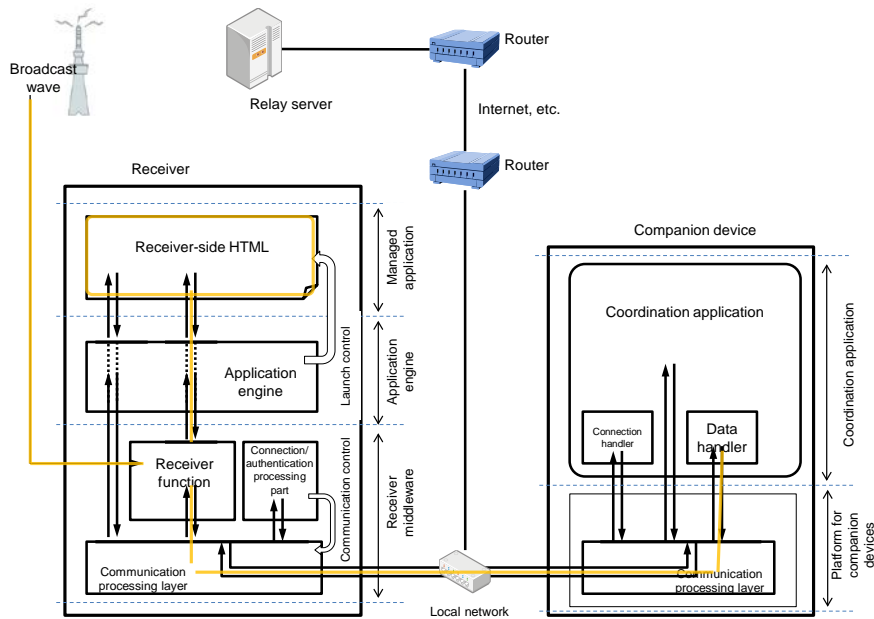 Broadcast
wave
Relay server
Router
Internet, etc.
Router
Receiver
Receiver-side HTML
Managed
application
Application
engine
Launch control
Application
engine
Receiver
function
Connection/
authentication
processing
part
Communication control
Receiver
middleware
Communication
processing layer
Local network
Companion device
Coordination application
Connection
handler
Data
handler
Coordination application
Communication
processing layer
Platform for
companion
devices